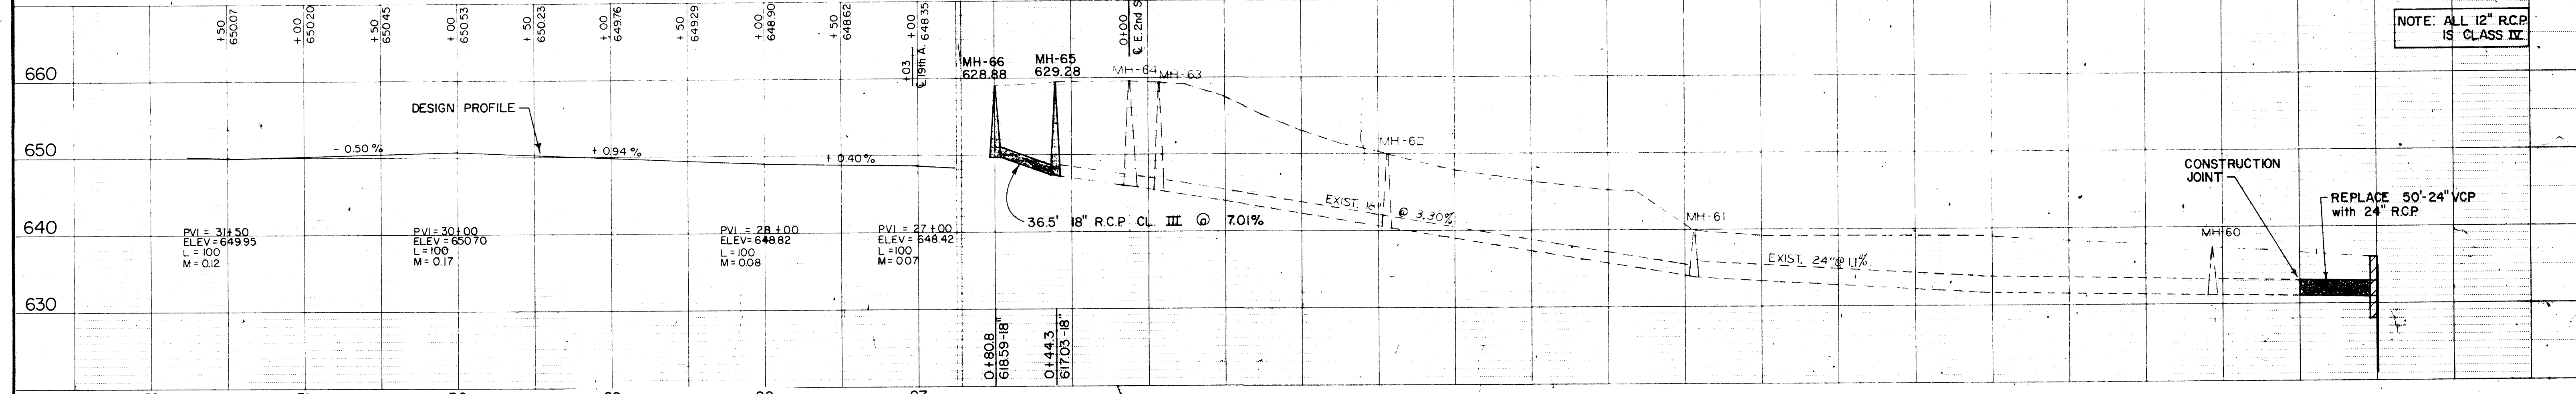 +50
650.07
+00
650.20
+50
650.45
+00
650.53
+50
650.23
+00
649.76
+50
649.29
+00
648.90
+50
648.62
+00
648.35
+03
℄ 19th A.
0+00
℄ E. 2nd S
NOTE: ALL 12" R.C.P.
IS CLASS IV
660
650
640
630
DESIGN PROFILE
- 0.50 %
+ 0.94 %
+ 0.40 %
MH-66
628.88
MH-65
629.28
MH-64
MH-63
MH-62
MH-61
MH-60
36.5' 18" R.C.P. CL. III @ 7.01%
EXIST. 18" @ 3.30%
EXIST. 24" @ 1.1%
CONSTRUCTION
JOINT
REPLACE 50'-24" VCP
with 24" R.C.P.
PVI = 31+50
ELEV = 649.95
L = 100
M = 0.12
PVI = 30+00
ELEV = 650.70
L = 100
M = 0.17
PVI = 28+00
ELEV = 648.82
L = 100
M = 0.08
PVI = 27+00
ELEV = 648.42
L = 100
M = 0.07
0+80.8
618.59-18"
0+44.3
617.03-18"